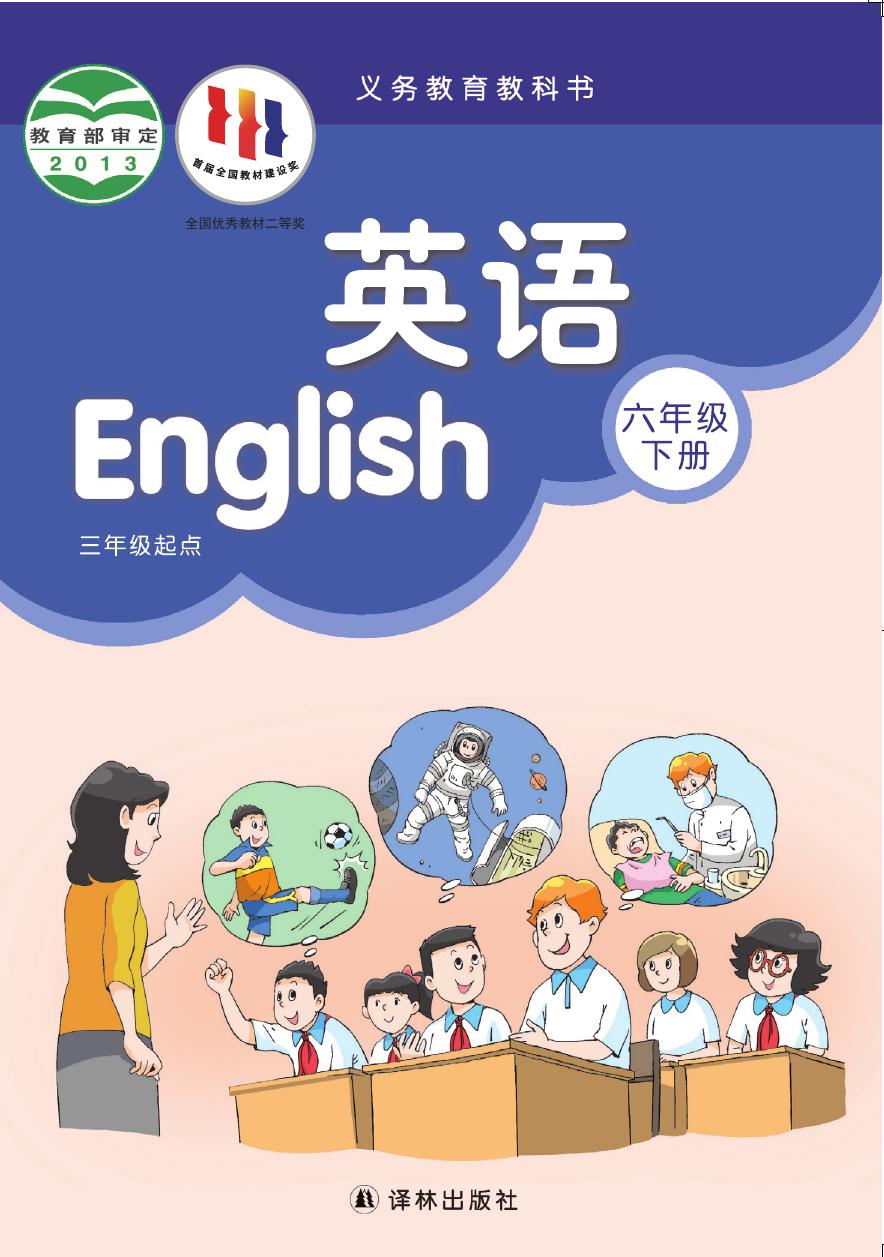 义务教育教科书
教育部审定
2013
首届全国教材建设奖
全国优秀教材二等奖
英语
English
六年级
下册
三年级起点
译林出版社